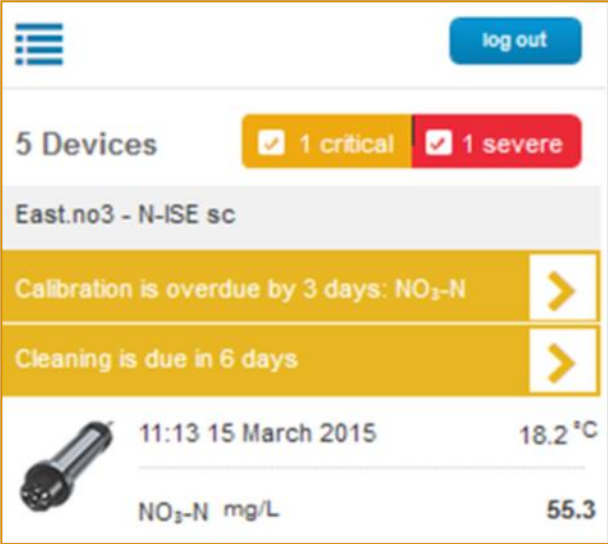 log out
5 Devices
1 critical
1 severe
East.no3 - N-ISE sc
Calibration is overdue by 3 days: NO₃-N
Cleaning is due in 6 days
11:13 15 March 2015 18.2 °C
NO₃-N mg/L 55.3